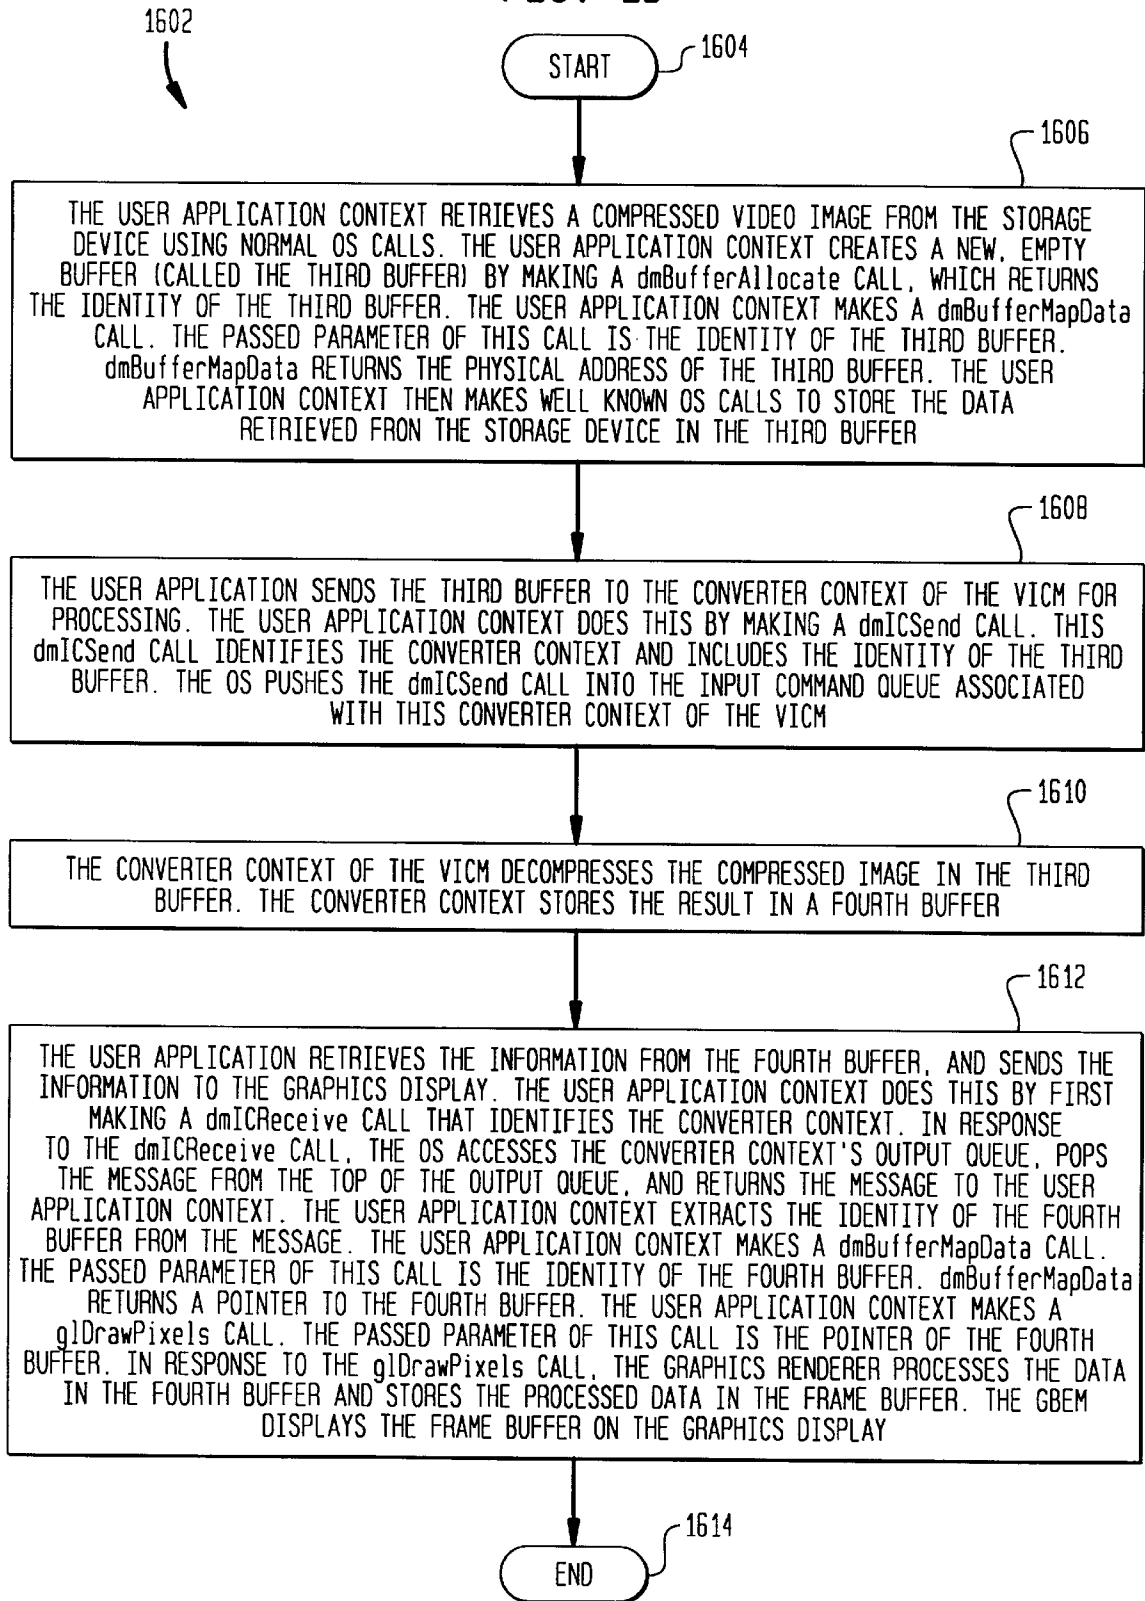 1602
START
1604
1606
THE USER APPLICATION CONTEXT RETRIEVES A COMPRESSED VIDEO IMAGE FROM THE STORAGE
DEVICE USING NORMAL OS CALLS. THE USER APPLICATION CONTEXT CREATES A NEW, EMPTY
BUFFER (CALLED THE THIRD BUFFER) BY MAKING A dmBufferAllocate CALL, WHICH RETURNS
THE IDENTITY OF THE THIRD BUFFER. THE USER APPLICATION CONTEXT MAKES A dmBufferMapData
CALL. THE PASSED PARAMETER OF THIS CALL IS THE IDENTITY OF THE THIRD BUFFER.
dmBufferMapData RETURNS THE PHYSICAL ADDRESS OF THE THIRD BUFFER. THE USER
APPLICATION CONTEXT THEN MAKES WELL KNOWN OS CALLS TO STORE THE DATA
RETRIEVED FRON THE STORAGE DEVICE IN THE THIRD BUFFER
1608
THE USER APPLICATION SENDS THE THIRD BUFFER TO THE CONVERTER CONTEXT OF THE VICM FOR
PROCESSING. THE USER APPLICATION CONTEXT DOES THIS BY MAKING A dmICSend CALL. THIS
dmICSend CALL IDENTIFIES THE CONVERTER CONTEXT AND INCLUDES THE IDENTITY OF THE THIRD
BUFFER. THE OS PUSHES THE dmICSend CALL INTO THE INPUT COMMAND QUEUE ASSOCIATED
WITH THIS CONVERTER CONTEXT OF THE VICM
1610
THE CONVERTER CONTEXT OF THE VICM DECOMPRESSES THE COMPRESSED IMAGE IN THE THIRD
BUFFER. THE CONVERTER CONTEXT STORES THE RESULT IN A FOURTH BUFFER
1612
THE USER APPLICATION RETRIEVES THE INFORMATION FROM THE FOURTH BUFFER, AND SENDS THE
INFORMATION TO THE GRAPHICS DISPLAY. THE USER APPLICATION CONTEXT DOES THIS BY FIRST
MAKING A dmICReceive CALL THAT IDENTIFIES THE CONVERTER CONTEXT. IN RESPONSE
TO THE dmICReceive CALL, THE OS ACCESSES THE CONVERTER CONTEXT'S OUTPUT QUEUE, POPS
THE MESSAGE FROM THE TOP OF THE OUTPUT QUEUE, AND RETURNS THE MESSAGE TO THE USER
APPLICATION CONTEXT. THE USER APPLICATION CONTEXT EXTRACTS THE IDENTITY OF THE FOURTH
BUFFER FROM THE MESSAGE. THE USER APPLICATION CONTEXT MAKES A dmBufferMapData CALL.
THE PASSED PARAMETER OF THIS CALL IS THE IDENTITY OF THE FOURTH BUFFER. dmBufferMapData
RETURNS A POINTER TO THE FOURTH BUFFER. THE USER APPLICATION CONTEXT MAKES A
glDrawPixels CALL. THE PASSED PARAMETER OF THIS CALL IS THE POINTER OF THE FOURTH
BUFFER. IN RESPONSE TO THE glDrawPixels CALL, THE GRAPHICS RENDERER PROCESSES THE DATA
IN THE FOURTH BUFFER AND STORES THE PROCESSED DATA IN THE FRAME BUFFER. THE GBEM
DISPLAYS THE FRAME BUFFER ON THE GRAPHICS DISPLAY
1614
END